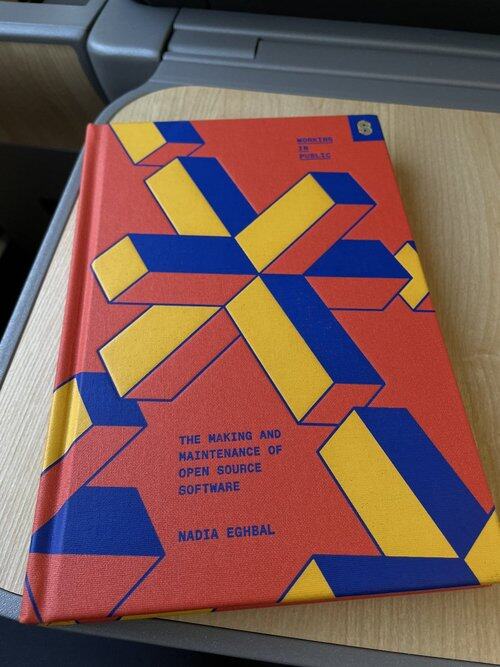 WORKING
IN
PUBLIC
THE MAKING AND
MAINTENANCE OF
OPEN SOURCE
SOFTWARE
NADIA EGHBAL